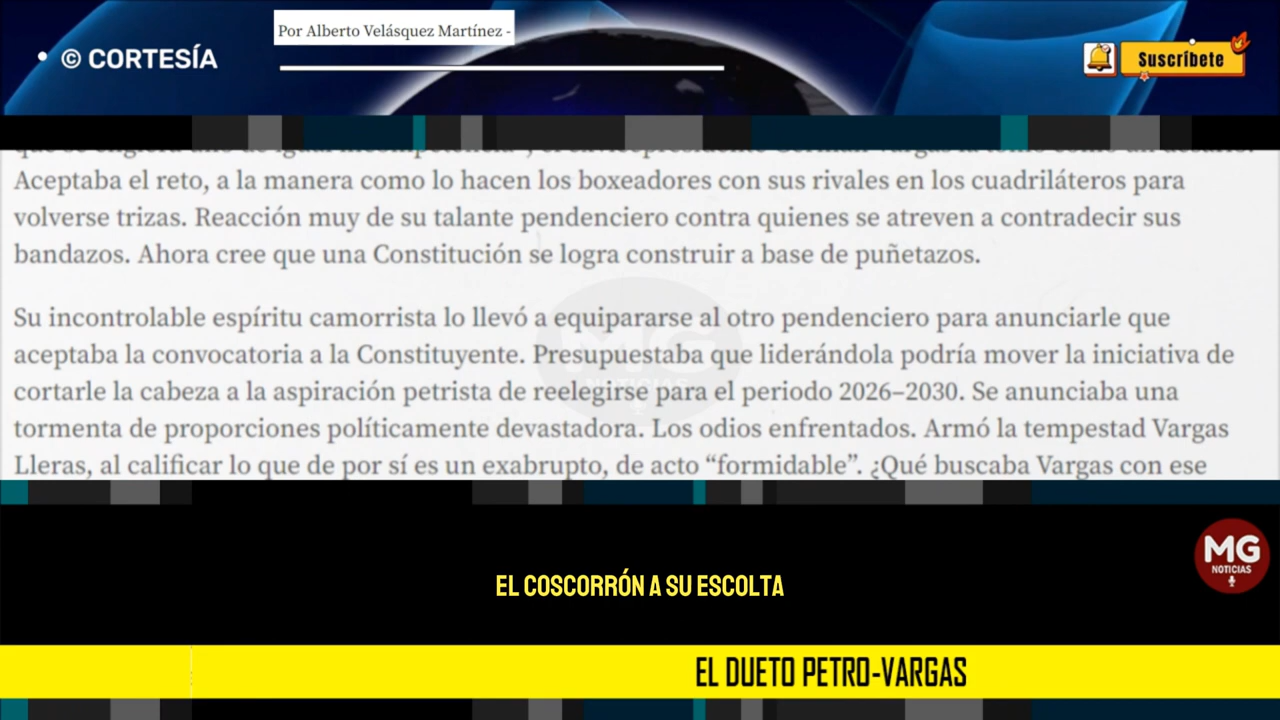 Por Alberto Velásquez Martínez -
© CORTESÍA
Suscríbete
Aceptaba el reto, a la manera como lo hacen los boxeadores con sus rivales en los cuadriláteros para
volverse trizas. Reacción muy de su talante pendenciero contra quienes se atreven a contradecir sus
bandazos. Ahora cree que una Constitución se logra construir a base de puñetazos.
Su incontrolable espíritu camorrista lo llevó a equipararse al otro pendenciero para anunciarle que
aceptaba la convocatoria a la Constituyente. Presupuestaba que liderándola podría mover la iniciativa de
cortarle la cabeza a la aspiración petrista de reelegirse para el periodo 2026–2030. Se anunciaba una
tormenta de proporciones políticamente devastadora. Los odios enfrentados. Armó la tempestad Vargas
Lleras, al calificar lo que de por sí es un exabrupto, de acto “formidable”. ¿Qué buscaba Vargas con ese
MG
NOTICIAS
MG
NOTICIAS
EL COSCORRÓN A SU ESCOLTA
EL DUETO PETRO-VARGAS